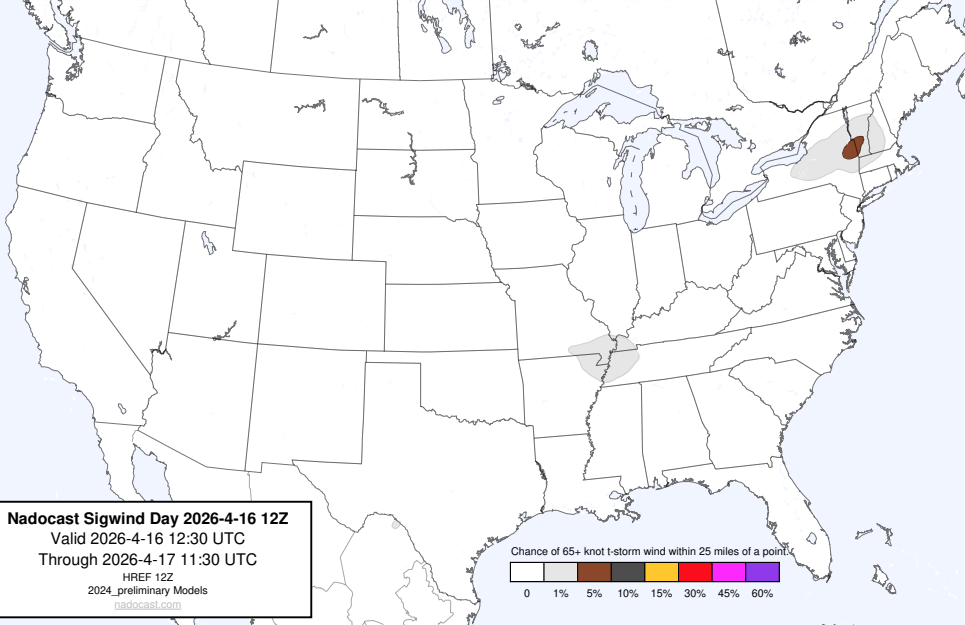 Nadocast Sigwind Day 2026-4-16 12Z
Valid 2026-4-16 12:30 UTC
Through 2026-4-17 11:30 UTC
HREF 12Z
2024_preliminary Models
nadocast.com
Chance of 65+ knot t-storm wind within 25 miles of a point.
0 1% 5% 10% 15% 30% 45% 60%